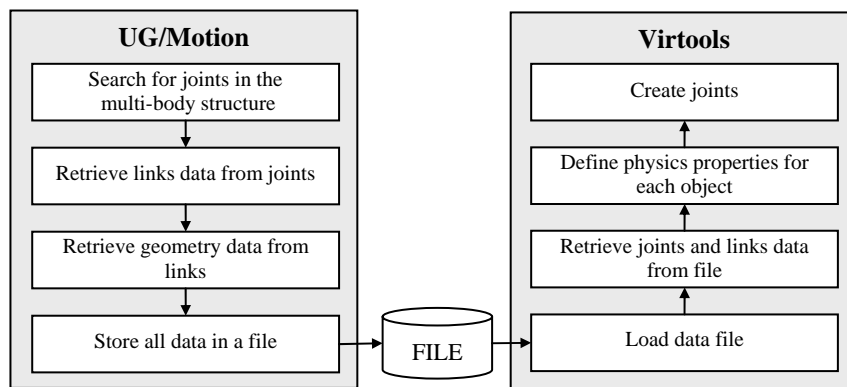 UG/Motion
Search for joints in the
multi-body structure
Retrieve links data from joints
Retrieve geometry data from
links
Store all data in a file
FILE
Virtools
Create joints
Define physics properties for
each object
Retrieve joints and links data
from file
Load data file